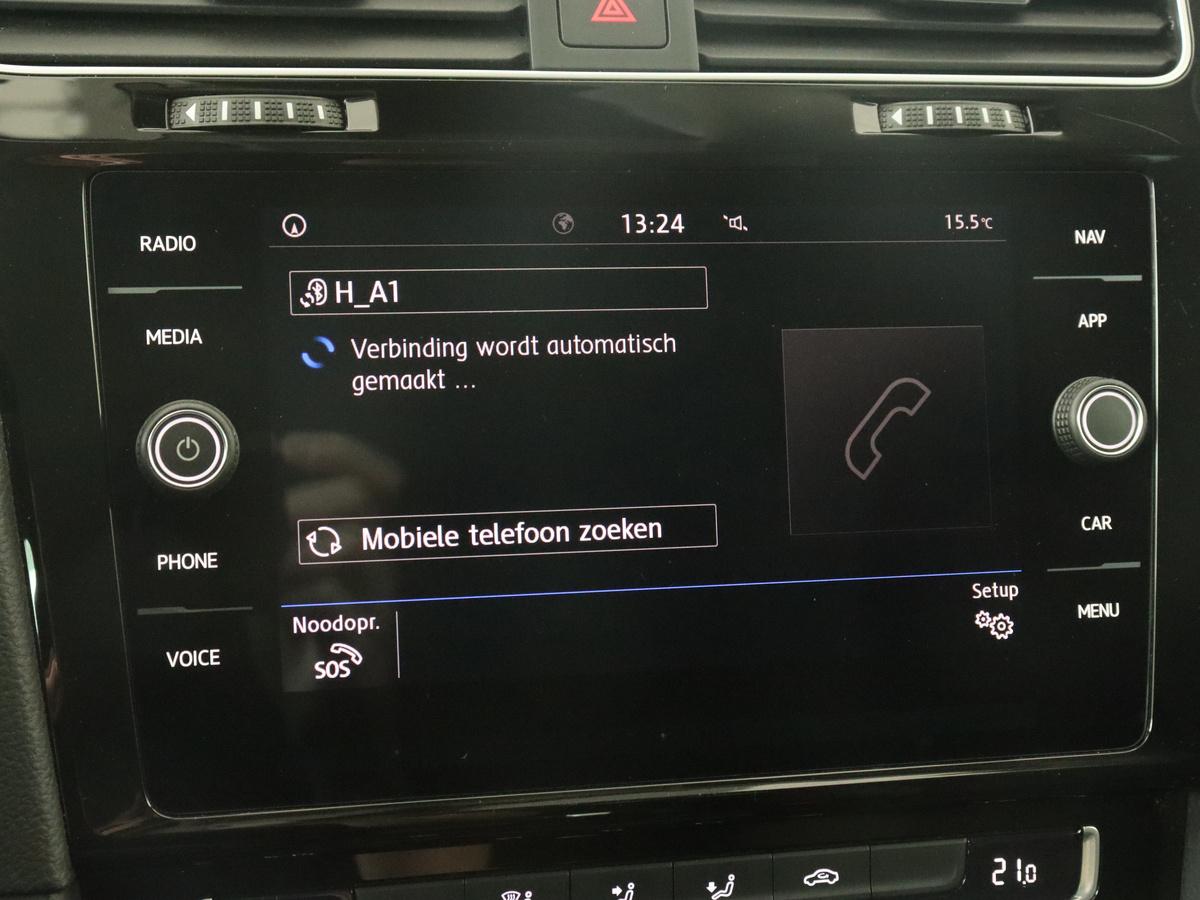 13:24
15.5°C
RADIO
MEDIA
PHONE
VOICE
H_A1
Verbinding wordt automatisch
gemaakt ...
Mobiele telefoon zoeken
Noodopr.
SOS
Setup
NAV
APP
CAR
MENU
21.0